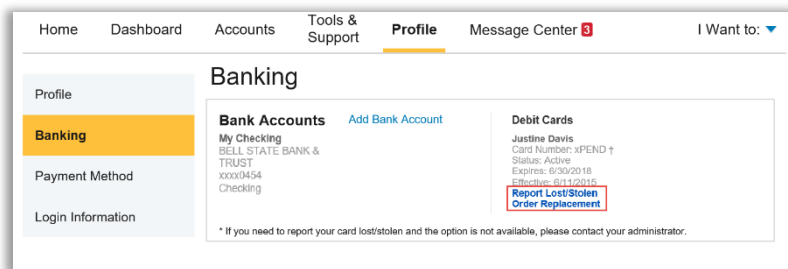 Home Dashboard Accounts Tools & Support Profile Message Center 3 I Want to:
Banking
Profile
Banking
Payment Method
Login Information
Bank Accounts Add Bank Account
My Checking
BELL STATE BANK &
TRUST
xxxx0454
Checking
Debit Cards
Justine Davis
Card Number: xPEND †
Status: Active
Expires: 6/30/2018
Effective: 6/11/2015
Report Lost/Stolen
Order Replacement
* If you need to report your card lost/stolen and the option is not available, please contact your administrator.